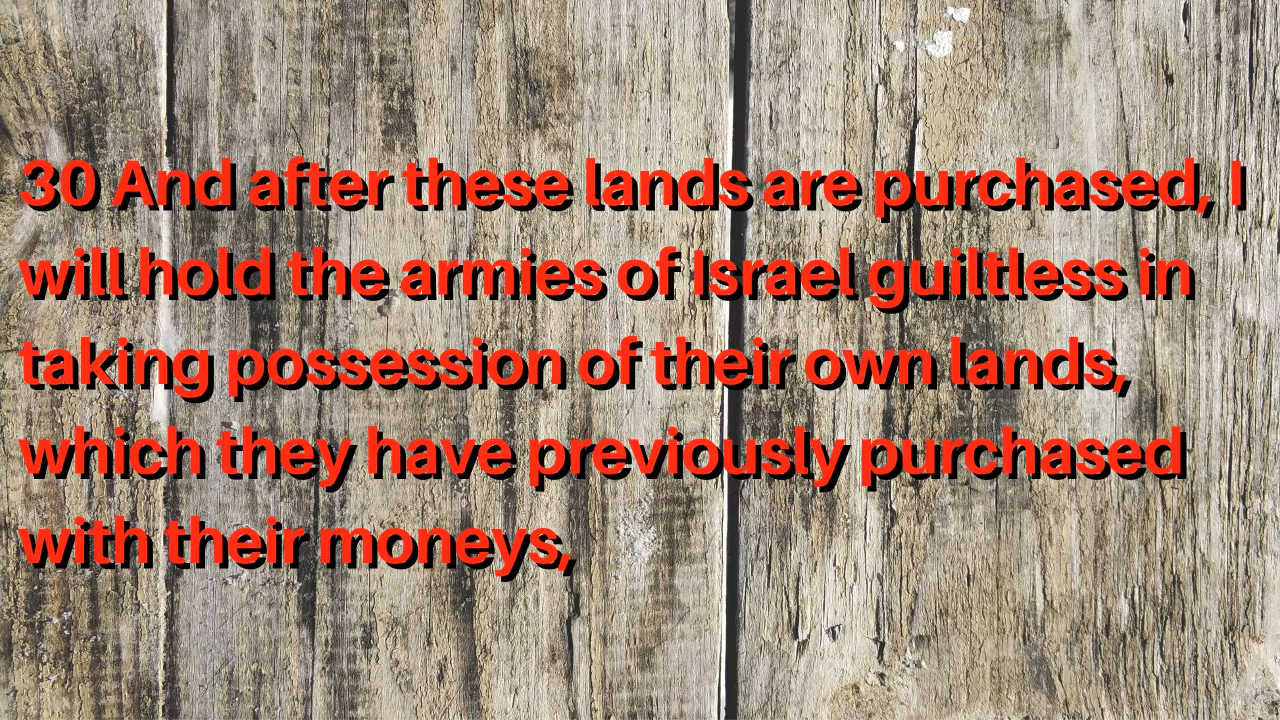 30 And after these lands are purchased, I
will hold the armies of Israel guiltless in
taking possession of their own lands,
which they have previously purchased
with their moneys,